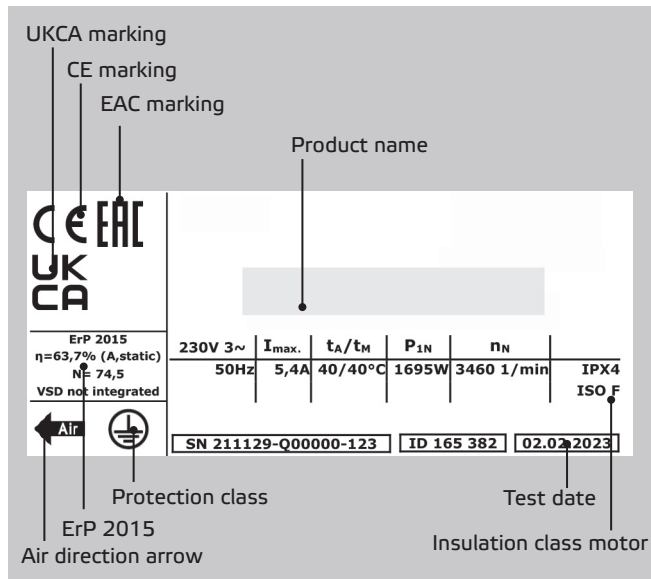 UKCA marking
CE marking
EAC marking
Product name
CE EAC
UK
CA
ErP 2015
η=63,7% (A,static)
N= 74,5
VSD not integrated
230V 3~ Imax. tA/tM P1N nN
50Hz 5,4A 40/40°C 1695W 3460 1/min IPX4
ISO F
Air
SN 211129-Q00000-123 ID 165 382 02.02.2023
Protection class
Test date
ErP 2015
Insulation class motor
Air direction arrow